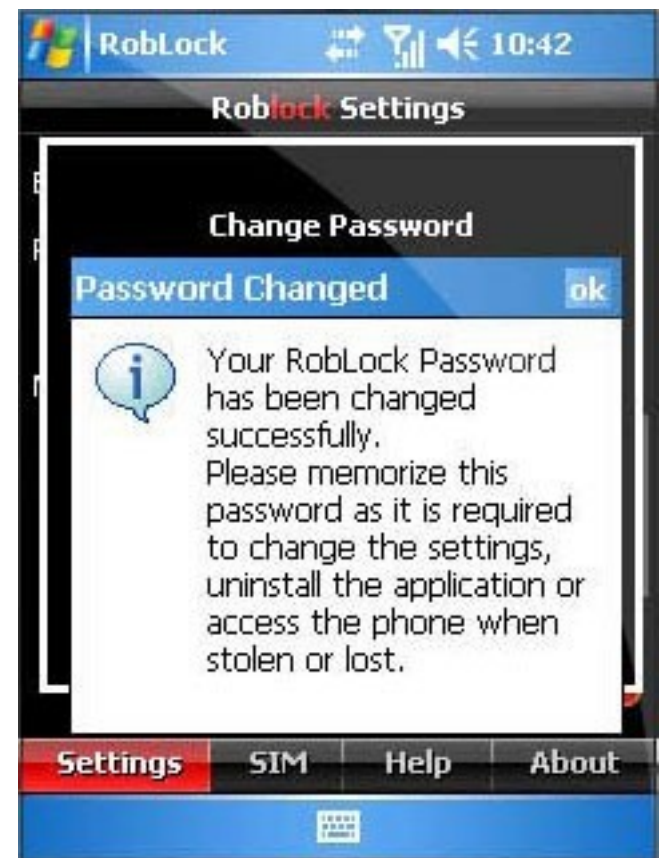 RobLock 10:42
Roblock Settings
Change Password
Password Changed ok
Your RobLock Password
has been changed
successfully.
Please memorize this
password as it is required
to change the settings,
uninstall the application or
access the phone when
stolen or lost.
Settings SIM Help About